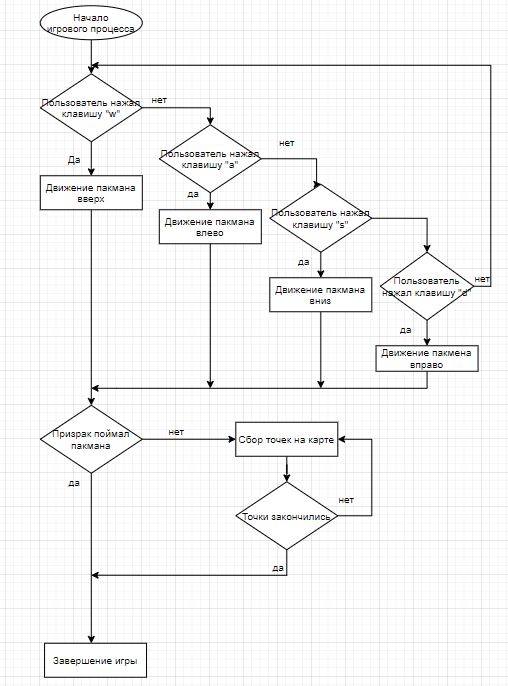 Начало
игрового процесса
Пользователь нажал
клавишу "w"
нет
Да
Движение пакмана
вверх
Пользователь нажал
клавишу "a"
нет
да
Движение пакмана
влево
Пользователь нажал
клавишу "s"
да
Движение пакмана
вниз
Пользователь
нажал клавишу "d"
нет
да
Движение пакмена
вправо
Призрак поймал
пакмана
нет
да
Сбор точек на карте
Точки закончились
нет
да
Завершение игры